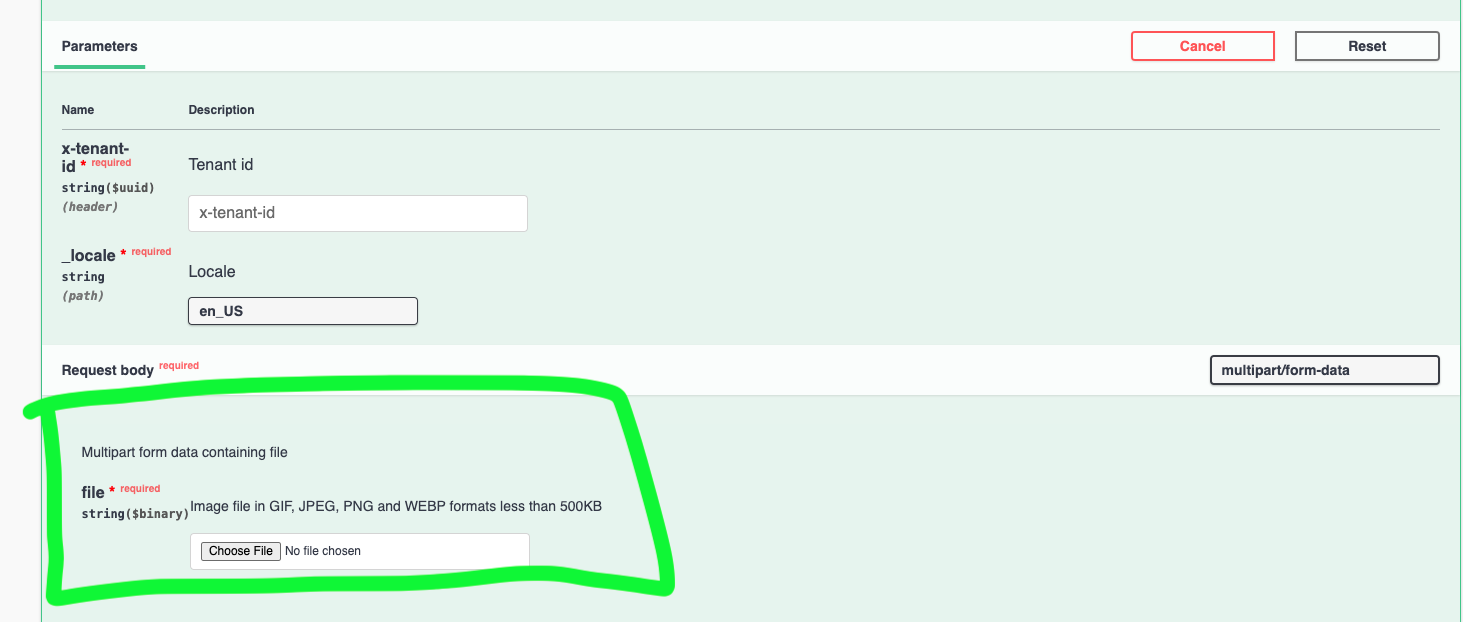 Parameters
Cancel
Reset
Name
Description
x-tenant-
id * required
string($uuid)
(header)
Tenant id
x-tenant-id
_locale * required
string
(path)
Locale
en_US
Request body required
multipart/form-data
Multipart form data containing file
file * required
string($binary)
Image file in GIF, JPEG, PNG and WEBP formats less than 500KB
Choose File No file chosen